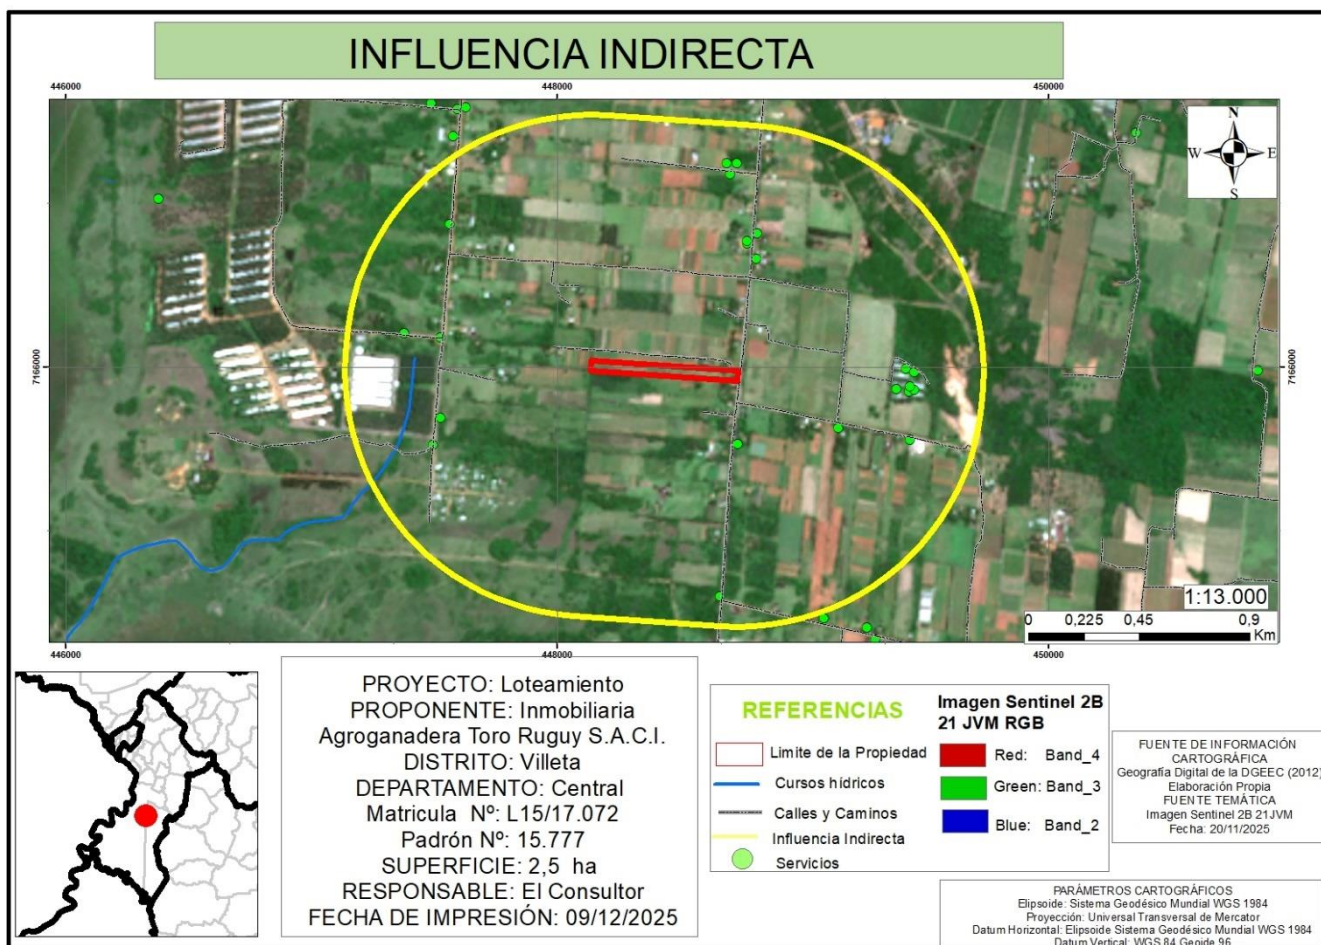 INFLUENCIA INDIRECTA
446000
448000
450000
N
W
E
S
7166000
7166000
1:13.000
0 0,225 0,45 0,9
Km
446000
448000
450000
PROYECTO: Loteamiento
PROPONENTE: Inmobiliaria
Agroganadera Toro Ruguy S.A.C.I.
DISTRITO: Villeta
DEPARTAMENTO: Central
Matricula Nº: L15/17.072
Padrón Nº: 15.777
SUPERFICIE: 2,5 ha
RESPONSABLE: El Consultor
FECHA DE IMPRESIÓN: 09/12/2025
REFERENCIAS
Limite de la Propiedad
Cursos hídricos
Calles y Caminos
Influencia Indirecta
Servicios
Imagen Sentinel 2B
21 JVM RGB
Red: Band_4
Green: Band_3
Blue: Band_2
FUENTE DE INFORMACIÓN
CARTOGRÁFICA
Geografía Digital de la DGEEC (2012)
Elaboración Propia
FUENTE TEMÁTICA
Imagen Sentinel 2B 21JVM
Fecha: 20/11/2025
PARÁMETROS CARTOGRÁFICOS
Elipsoide: Sistema Geodésico Mundial WGS 1984
Proyección: Universal Transversal de Mercator
Datum Horizontal: Elipsoide Sistema Geodésico Mundial WGS 1984
Datum Vertical: WGS 84 Geoide 96